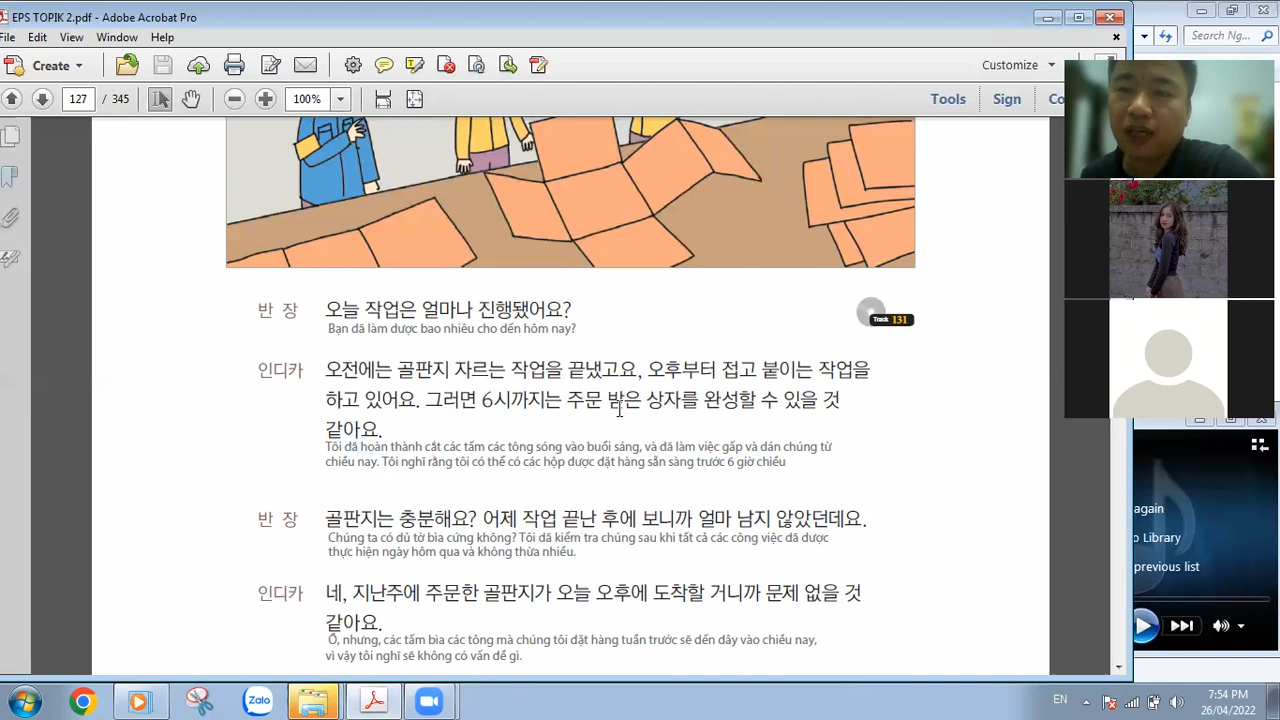 EPS TOPIK 2.pdf - Adobe Acrobat Pro
File Edit View Window Help
Create
Customize
127 / 345
100%
Tools
Sign
Search Ng...
반 장
오늘 작업은 얼마나 진행됐어요?
Track 131
Bạn đã làm được bao nhiêu cho đến hôm nay?
인디카
오전에는 골판지 자르는 작업을 끝냈고요, 오후부터 접고 붙이는 작업을
하고 있어요. 그러면 6시까지는 주문 받은 상자를 완성할 수 있을 것
같아요.
Tôi đã hoàn thành cắt các tấm các tông sóng vào buổi sáng, và đã làm việc gấp và dán chúng từ
chiều nay. Tôi nghĩ rằng tôi có thể có các hộp được đặt hàng sẵn sàng trước 6 giờ chiều
반 장
골판지는 충분해요? 어제 작업 끝난 후에 보니까 얼마 남지 않았던데요.
Chúng ta có đủ tờ bìa cứng không? Tôi đã kiểm tra chúng sau khi tất cả các công việc đã được
thực hiện ngày hôm qua và không thừa nhiều.
인디카
네, 지난주에 주문한 골판지가 오늘 오후에 도착할 거니까 문제 없을 것
같아요.
Ồ, nhưng, các tấm bìa các tông mà chúng tôi đặt hàng tuần trước sẽ đến đây vào chiều nay,
vì vậy tôi nghĩ sẽ không có vấn đề gì.
again
Library
previous list
Zalo
EN
7:54 PM
26/04/2022